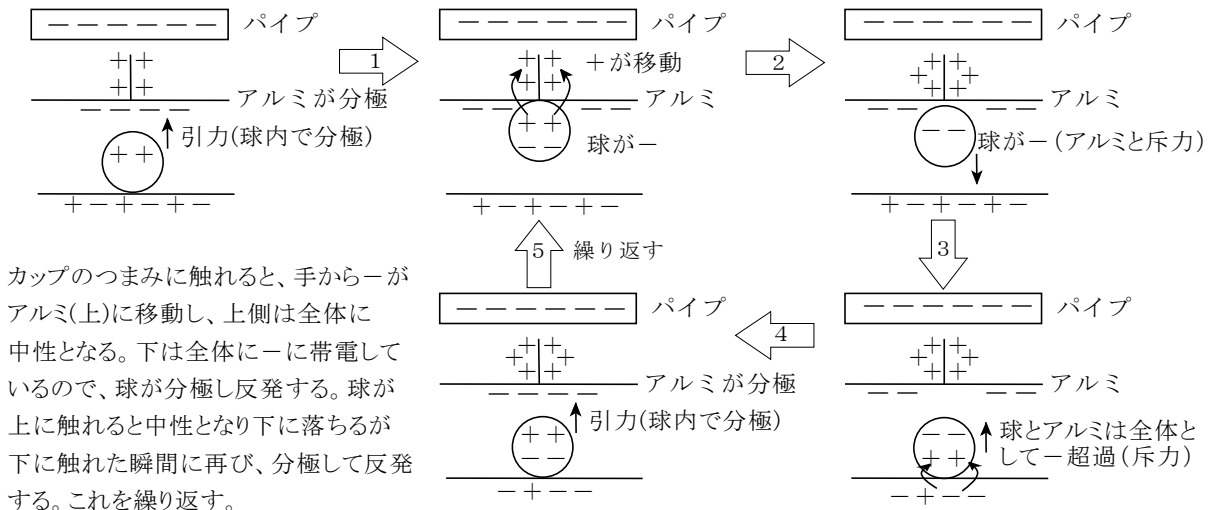 －－－－－－ パイプ
＋＋
＋＋
アルミが分極
－－－ －－
引力(球内で分極)
＋＋
＋－＋－＋－
1
－－－－－－ パイプ
＋＋
＋＋
＋が移動
アルミ
－－ －－
＋＋
－－
球が－
＋－＋－＋－
2
－－－－－－ パイプ
＋＋＋＋
＋＋
アルミ
－－ －－
－－
球が－(アルミと斥力)
＋－＋－＋－
3
－－－－－－ パイプ
＋＋＋＋
＋＋
アルミ
－－ －－
－－
＋＋
球とアルミは全体と
して－超過(斥力)
－＋－－
4
－－－－－－ パイプ
＋＋＋＋
＋＋
アルミが分極
－－－－
引力(球内で分極)
＋＋
－－
－＋－
5 繰り返す
カップのつまみに触れると、手から－が
アルミ(上)に移動し、上側は全体に
中性となる。下は全体に－に帯電して
いるので、球が分極し反発する。球が
上に触れると中性となり下に落ちるが
下に触れた瞬間に再び、分極して反発
する。これを繰り返す。